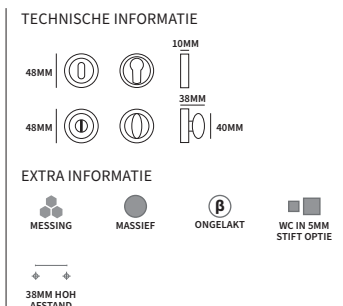 TECHNISCHE INFORMATIE
10MM
48MM
38MM
48MM
40MM
EXTRA INFORMATIE
β
MESSING
MASSIEF
ONGELAKT
WC IN 5MM
STIFT OPTIE
38MM HOH
AFSTAND